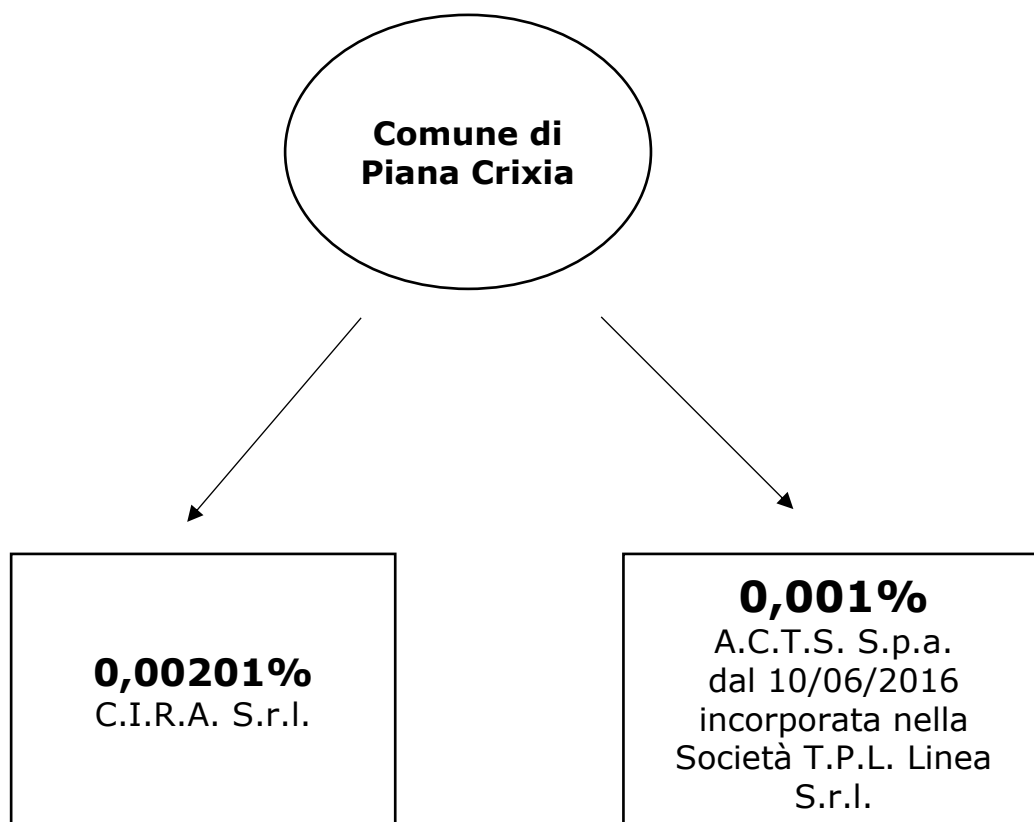 Comune di
Piana Crixia
0,00201%
C.I.R.A. S.r.l.
0,001%
A.C.T.S. S.p.a.
dal 10/06/2016
incorporata nella
Società T.P.L. Linea
S.r.l.